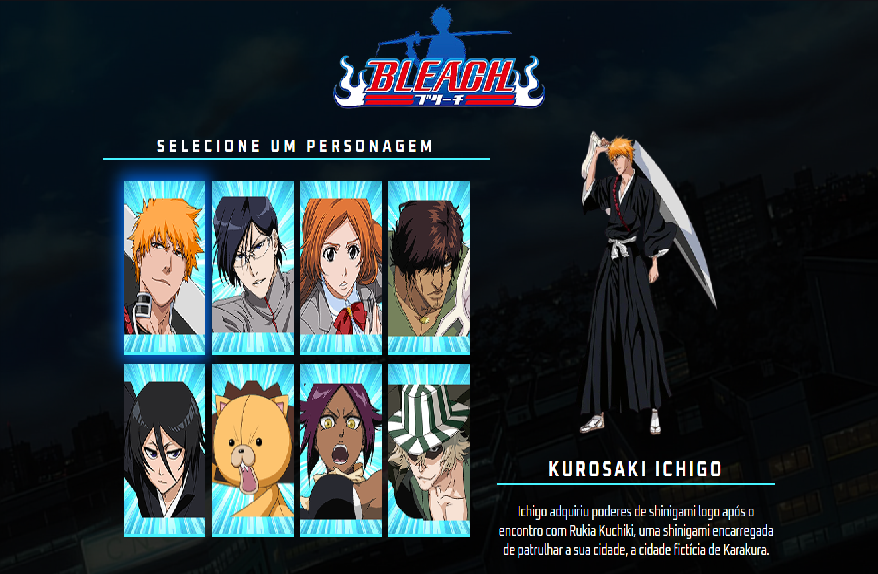 BLEACH
ブリーチ
SELECIONE UM PERSONAGEM
KUROSAKI ICHIGO
Ichigo adquiriu poderes de shinigami logo após o
encontro com Rukia Kuchiki, uma shinigami encarregada
de patrulhar a sua cidade, a cidade fictícia de Karakura.